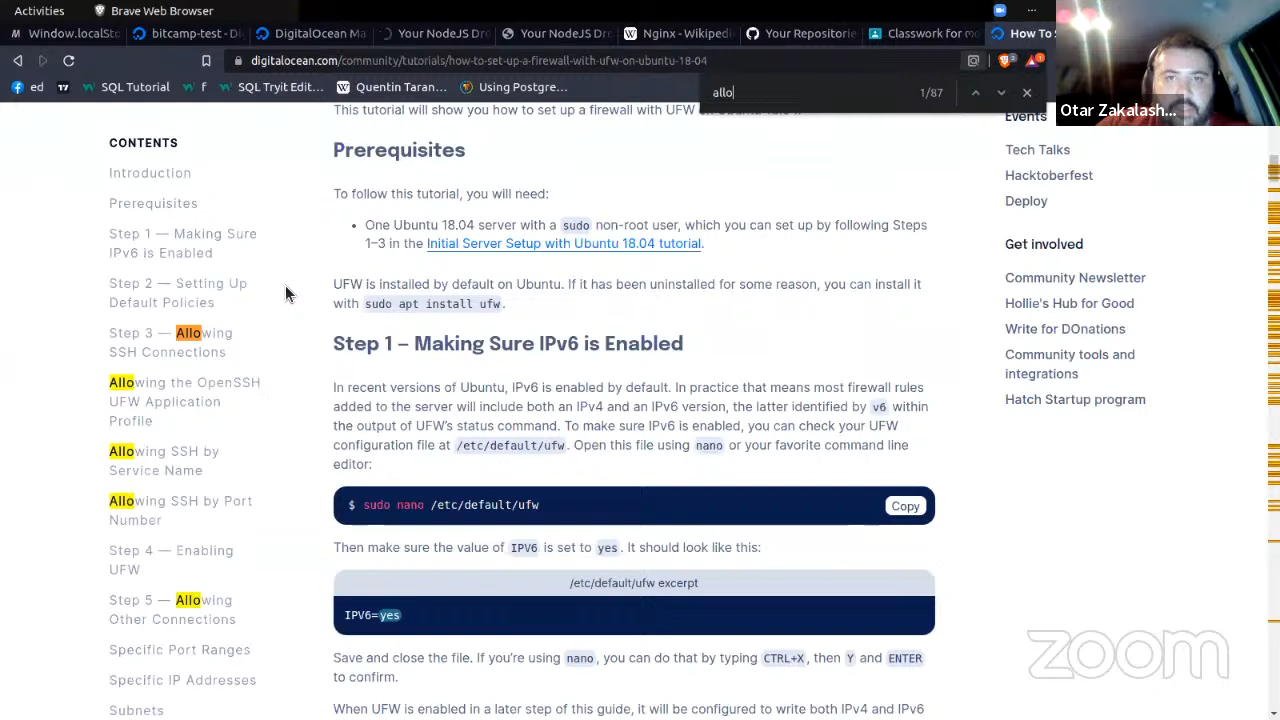 How To Set Up
Brave Web Browser
Window.localSto
bitcamp-test - Di
DigitalOcean Ma
Your NodeJS Dro
Your NodeJS Dro
Nginx - Wikipedi
Your Repositorie
Classwork for m
How To S
digitalocean.com/community/tutorials/how-to-set-up-a-firewall-with-ufw-on-ubuntu-18-04
ed
SQL Tutorial
SQL Tryit Edit...
Quentin Taran...
Using Postgre...
allo
1/87
Otar Zakalash...
This tutorial will show you how to set up a firewall with UFW
CONTENTS
Introduction
Prerequisites
Step 1 — Making Sure
IPv6 is Enabled
Step 2 — Setting Up
Default Policies
Step 3 — Allowing
SSH Connections
Allowing the OpenSSH
UFW Application
Profile
Allowing SSH by
Service Name
Allowing SSH by Port
Number
Step 4 — Enabling
UFW
Step 5 — Allowing
Other Connections
Specific Port Ranges
Specific IP Addresses
Subnets
Prerequisites
To follow this tutorial, you will need:
• One Ubuntu 18.04 server with a sudo non-root user, which you can set up by following Steps
1–3 in the Initial Server Setup with Ubuntu 18.04 tutorial.
UFW is installed by default on Ubuntu. If it has been uninstalled for some reason, you can install it
with sudo apt install ufw.
Step 1 — Making Sure IPv6 is Enabled
In recent versions of Ubuntu, IPv6 is enabled by default. In practice that means most firewall rules
added to the server will include both an IPv4 and an IPv6 version, the latter identified by v6 within
the output of UFW's status command. To make sure IPv6 is enabled, you can check your UFW
configuration file at /etc/default/ufw. Open this file using nano or your favorite command line
editor:
$ sudo nano /etc/default/ufw
Copy
Then make sure the value of IPV6 is set to yes. It should look like this:
/etc/default/ufw excerpt
IPV6=yes
Save and close the file. If you're using nano, you can do that by typing CTRL+X, then Y and ENTER
to confirm.
When UFW is enabled in a later step of this guide, it will be configured to write both IPv4 and IPv6
Events
Tech Talks
Hacktoberfest
Deploy
Get involved
Community Newsletter
Hollie's Hub for Good
Write for DOnations
Community tools and
integrations
Hatch Startup program
zoom